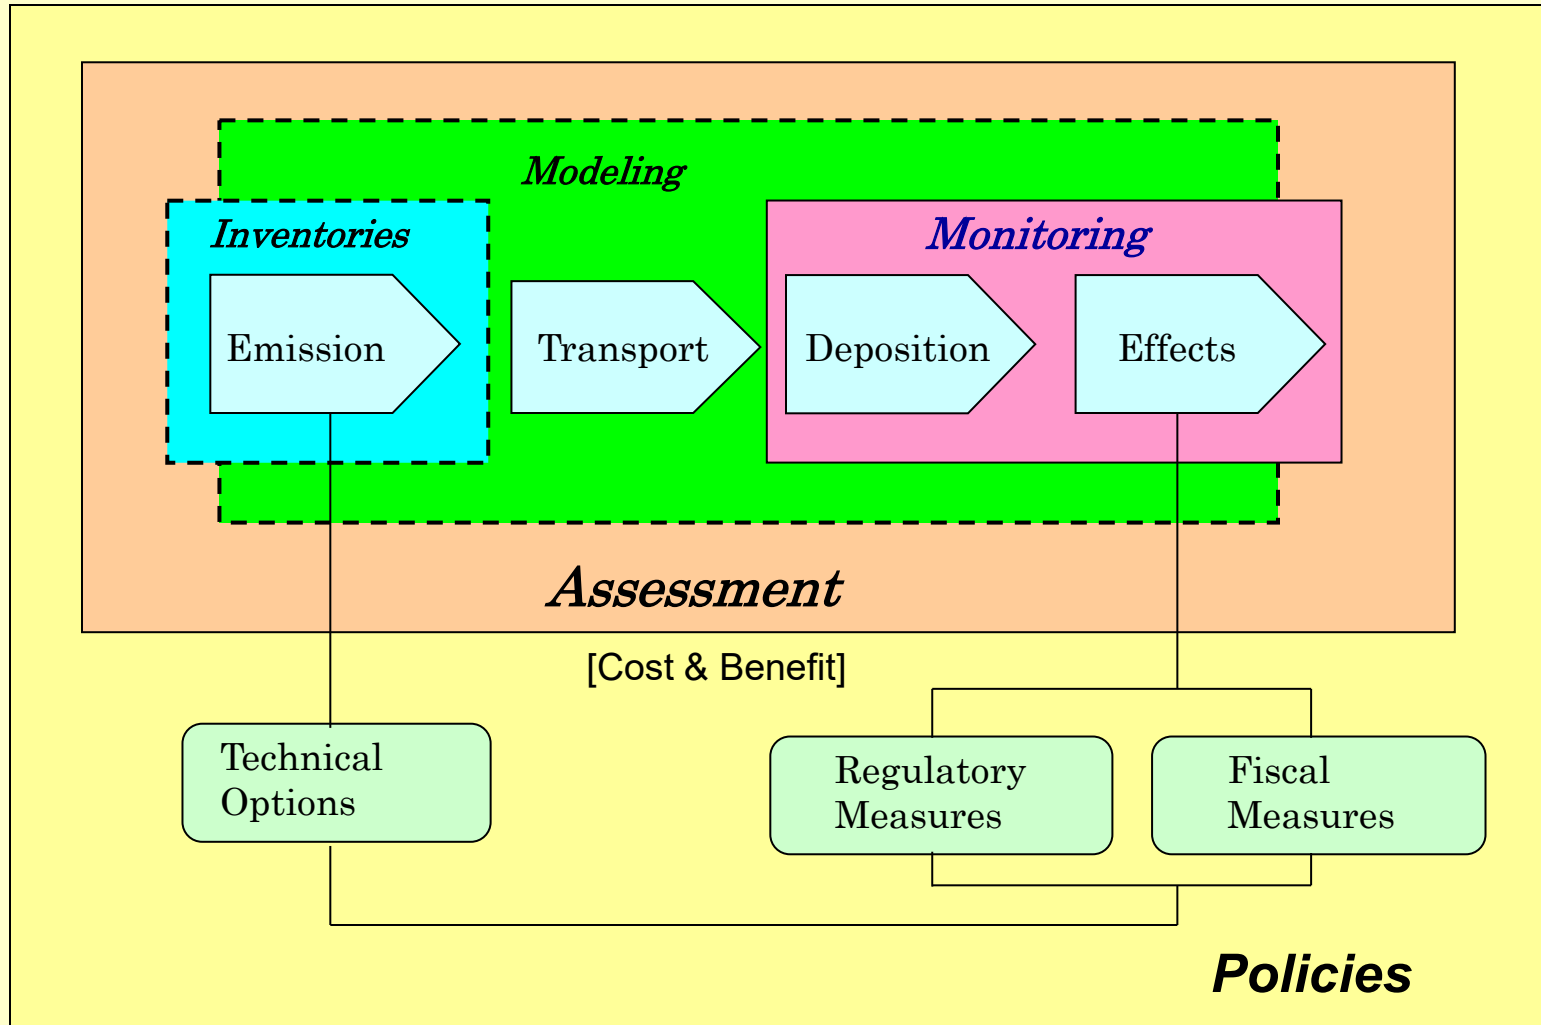 Modeling
Inventories
Monitoring
Emission
Transport
Deposition
Effects
Assessment
[Cost & Benefit]
Technical
Options
Regulatory
Measures
Fiscal
Measures
Policies